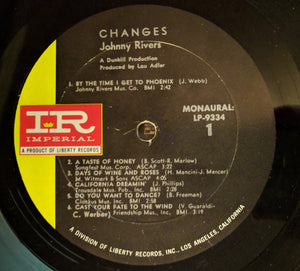 CHANGES
Johnny Rivers
A Dunhill Production
Produced by Lou Adler
1. BY THE TIME I GET TO PHOENIX (J. Webb)
Johnny Rivers Mus. Co. BMI 2:42
MONAURAL:
LP-9334
1
IR
IMPERIAL
A PRODUCT OF LIBERTY RECORDS
2. A TASTE OF HONEY (B. Scott-R. Marlow)
Songfest Mus. Corp. ASCAP 3:22
3. DAYS OF WINE AND ROSES (H. Mancini-J. Mercer)
M. Witmark & Sons ASCAP 4:05
4. CALIFORNIA DREAMIN' (J. Phillips)
Trousdale Mus. Pub. Inc. BMI 2:38
5. DO YOU WANT TO DANCE? (B. Freeman)
Clockus Mus. Inc. BMI 2:58
6. CAST YOUR FATE TO THE WIND (V. Guaraldi-
C. Werber) Friendship Mus., Inc. BMI 3:19
A DIVISION OF LIBERTY RECORDS, INC., LOS ANGELES, CALIFORNIA